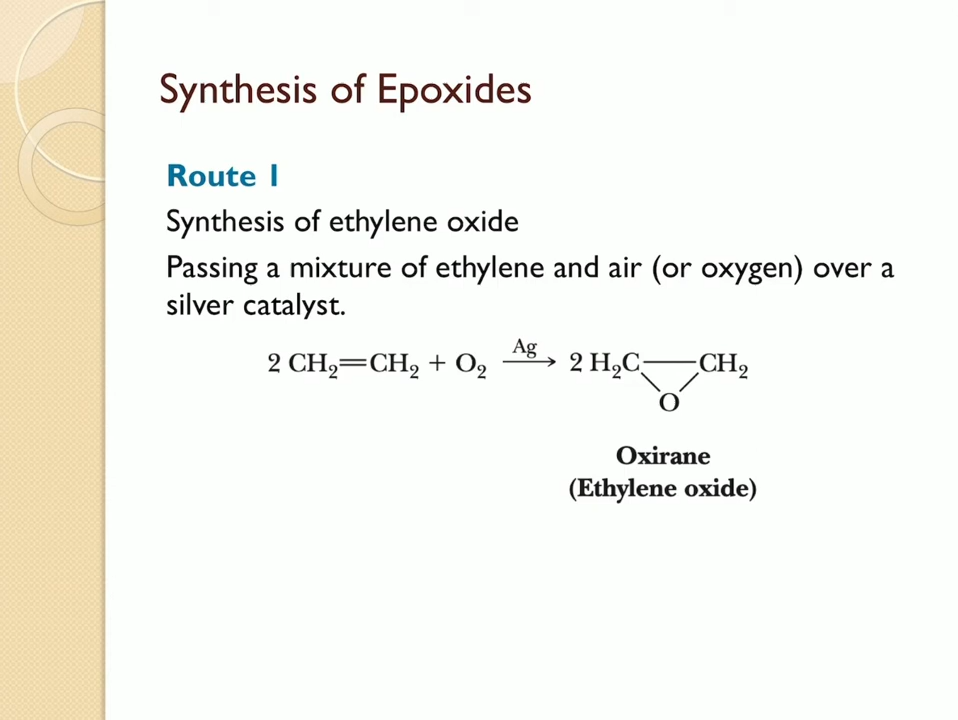 Synthesis of Epoxides
Route 1
Synthesis of ethylene oxide
Passing a mixture of ethylene and air (or oxygen) over a
silver catalyst.
2 CH₂=CH₂ + O₂ Ag → 2 H₂C—CH₂
O
Oxirane
(Ethylene oxide)